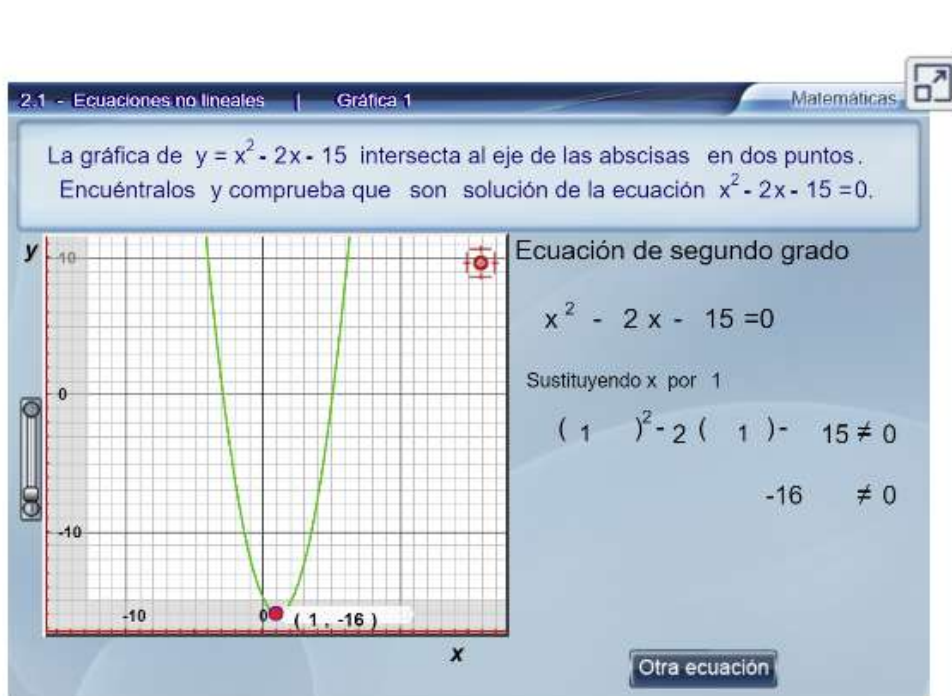 2.1 - Ecuaciones no lineales | Gráfica 1 Matemáticas
La gráfica de y = x² - 2x - 15 intersecta al eje de las abscisas en dos puntos.
Encuéntralos y comprueba que son solución de la ecuación x² - 2x - 15 =0.
y
10
0
-10
-10
0
( 1 , -16 )
x
Ecuación de segundo grado
x² - 2 x - 15 =0
Sustituyendo x por 1
( 1 )² - 2 ( 1 ) - 15 ≠ 0
-16 ≠ 0
Otra ecuación